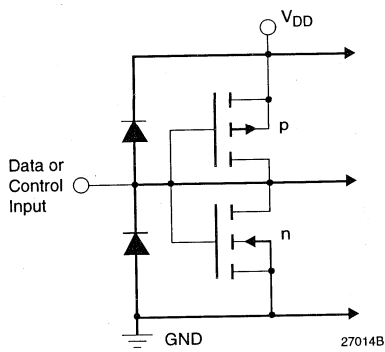 VDD
p
Data or
Control
Input
n
GND
27014B